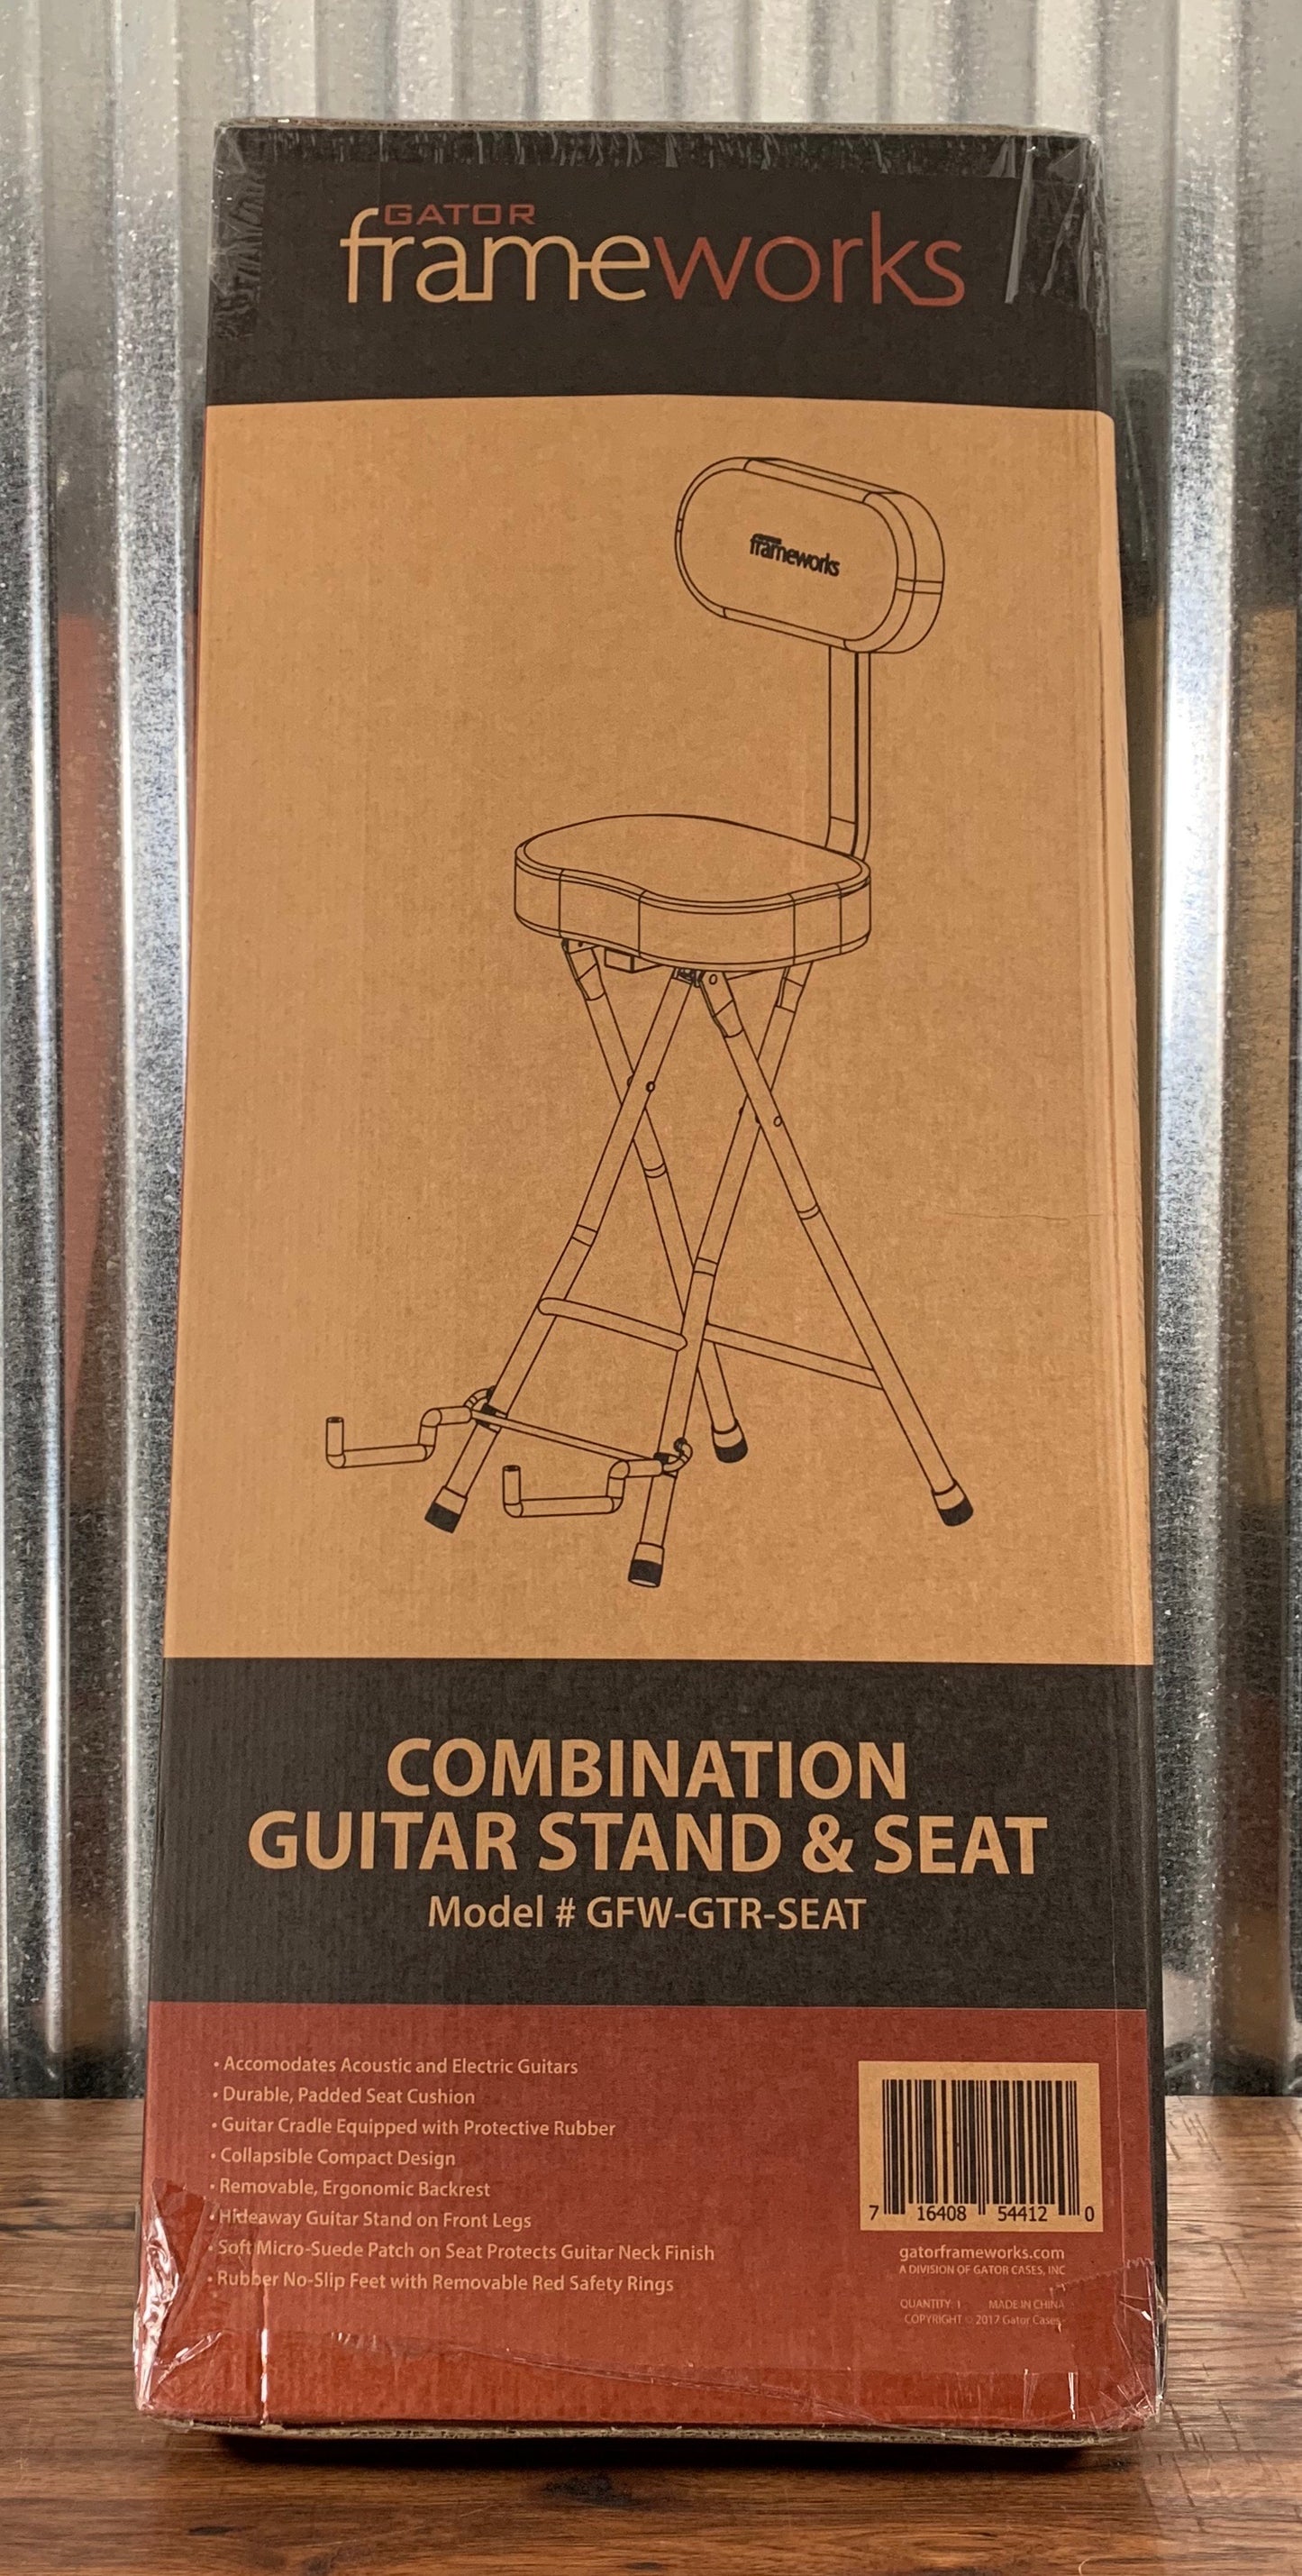 GATOR
frameworks
frameworks
COMBINATION
GUITAR STAND & SEAT
Model # GFW-GTR-SEAT
• Accomodates Acoustic and Electric Guitars
• Durable, Padded Seat Cushion
• Guitar Cradle Equipped with Protective Rubber
• Collapsible Compact Design
• Removable, Ergonomic Backrest
• Hideaway Guitar Stand on Front Legs
• Soft Micro-Suede Patch on Seat Protects Guitar Neck Finish
• Rubber No-Slip Feet with Removable Red Safety Rings
7 16408 54412 0
gatorframeworks.com
A DIVISION OF GATOR CASES, INC
QUANTITY: 1 MADE IN CHINA
COPYRIGHT © 2017 Gator Cases